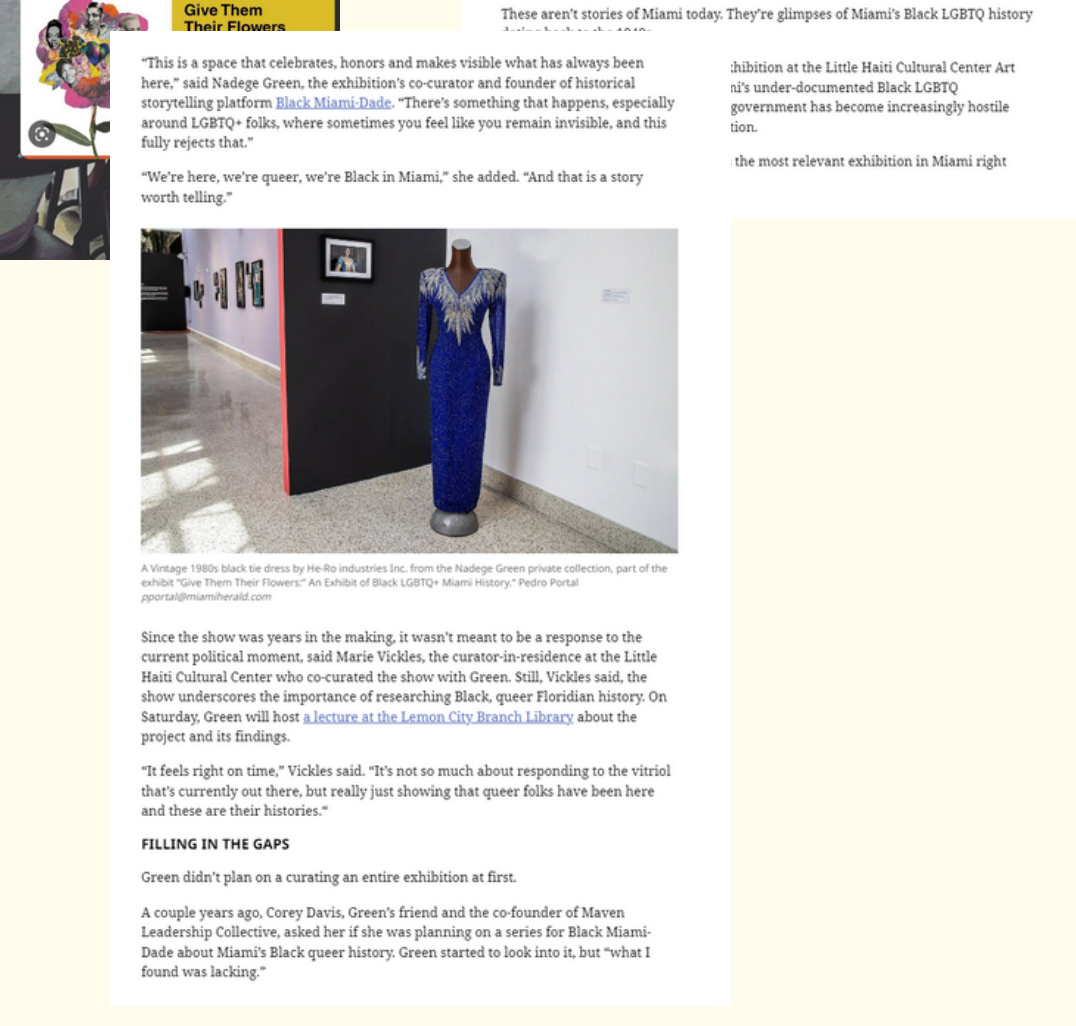 Give Them
Their Flowers
These aren't stories of Miami today. They're glimpses of Miami's Black LGBTQ history
dating back to the 1940s.
“This is a space that celebrates, honors and makes visible what has always been
here,” said Nadege Green, the exhibition’s co-curator and founder of historical
storytelling platform Black Miami-Dade. “There’s something that happens, especially
around LGBTQ+ folks, where sometimes you feel like you remain invisible, and this
fully rejects that.”
“We’re here, we’re queer, we’re Black in Miami,” she added. “And that is a story
worth telling.”
hibition at the Little Haiti Cultural Center Art
ni’s under-documented Black LGBTQ
government has become increasingly hostile
tion.
the most relevant exhibition in Miami right
A Vintage 1980s black tie dress by He-Ro industries Inc. from the Nadege Green private collection, part of the
exhibit “Give Them Their Flowers:” An Exhibit of Black LGBTQ+ Miami History.“ Pedro Portal
pportal@miamiherald.com
Since the show was years in the making, it wasn’t meant to be a response to the
current political moment, said Marie Vickles, the curator-in-residence at the Little
Haiti Cultural Center who co-curated the show with Green. Still, Vickles said, the
show underscores the importance of researching Black, queer Floridian history. On
Saturday, Green will host a lecture at the Lemon City Branch Library about the
project and its findings.
“It feels right on time,” Vickles said. “It’s not so much about responding to the vitriol
that’s currently out there, but really just showing that queer folks have been here
and these are their histories.“
FILLING IN THE GAPS
Green didn’t plan on a curating an entire exhibition at first.
A couple years ago, Corey Davis, Green’s friend and the co-founder of Maven
Leadership Collective, asked her if she was planning on a series for Black Miami-
Dade about Miami’s Black queer history. Green started to look into it, but “what I
found was lacking.”